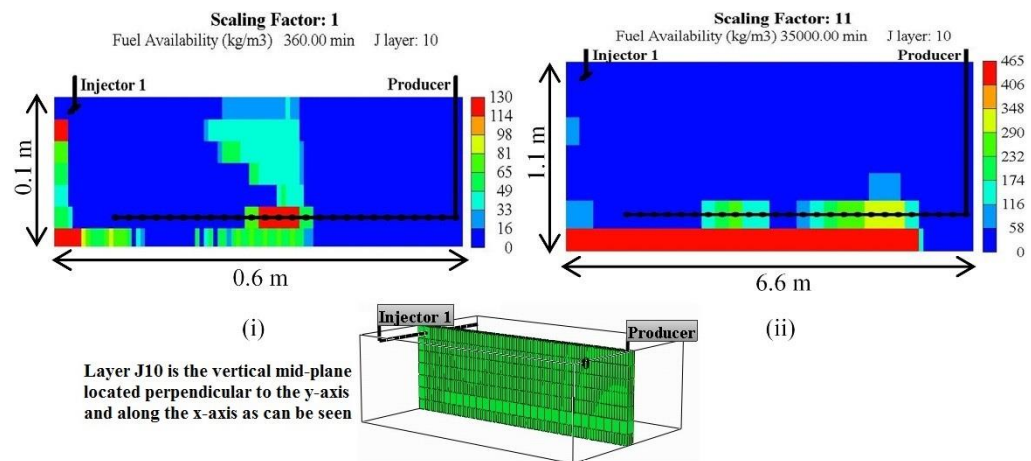 Scaling Factor: 1
Fuel Availability (kg/m3) 360.00 min J layer: 10
Injector 1
Producer
130
114
98
81
65
49
33
16
0
0.1 m
0.6 m
(i)
Scaling Factor: 11
Fuel Availability (kg/m3) 35000.00 min J layer: 10
Injector 1
Producer
465
406
348
290
232
174
116
58
0
1.1 m
6.6 m
(ii)
Injector 1
Producer
Layer J10 is the vertical mid-plane
located perpendicular to the y-axis
and along the x-axis as can be seen